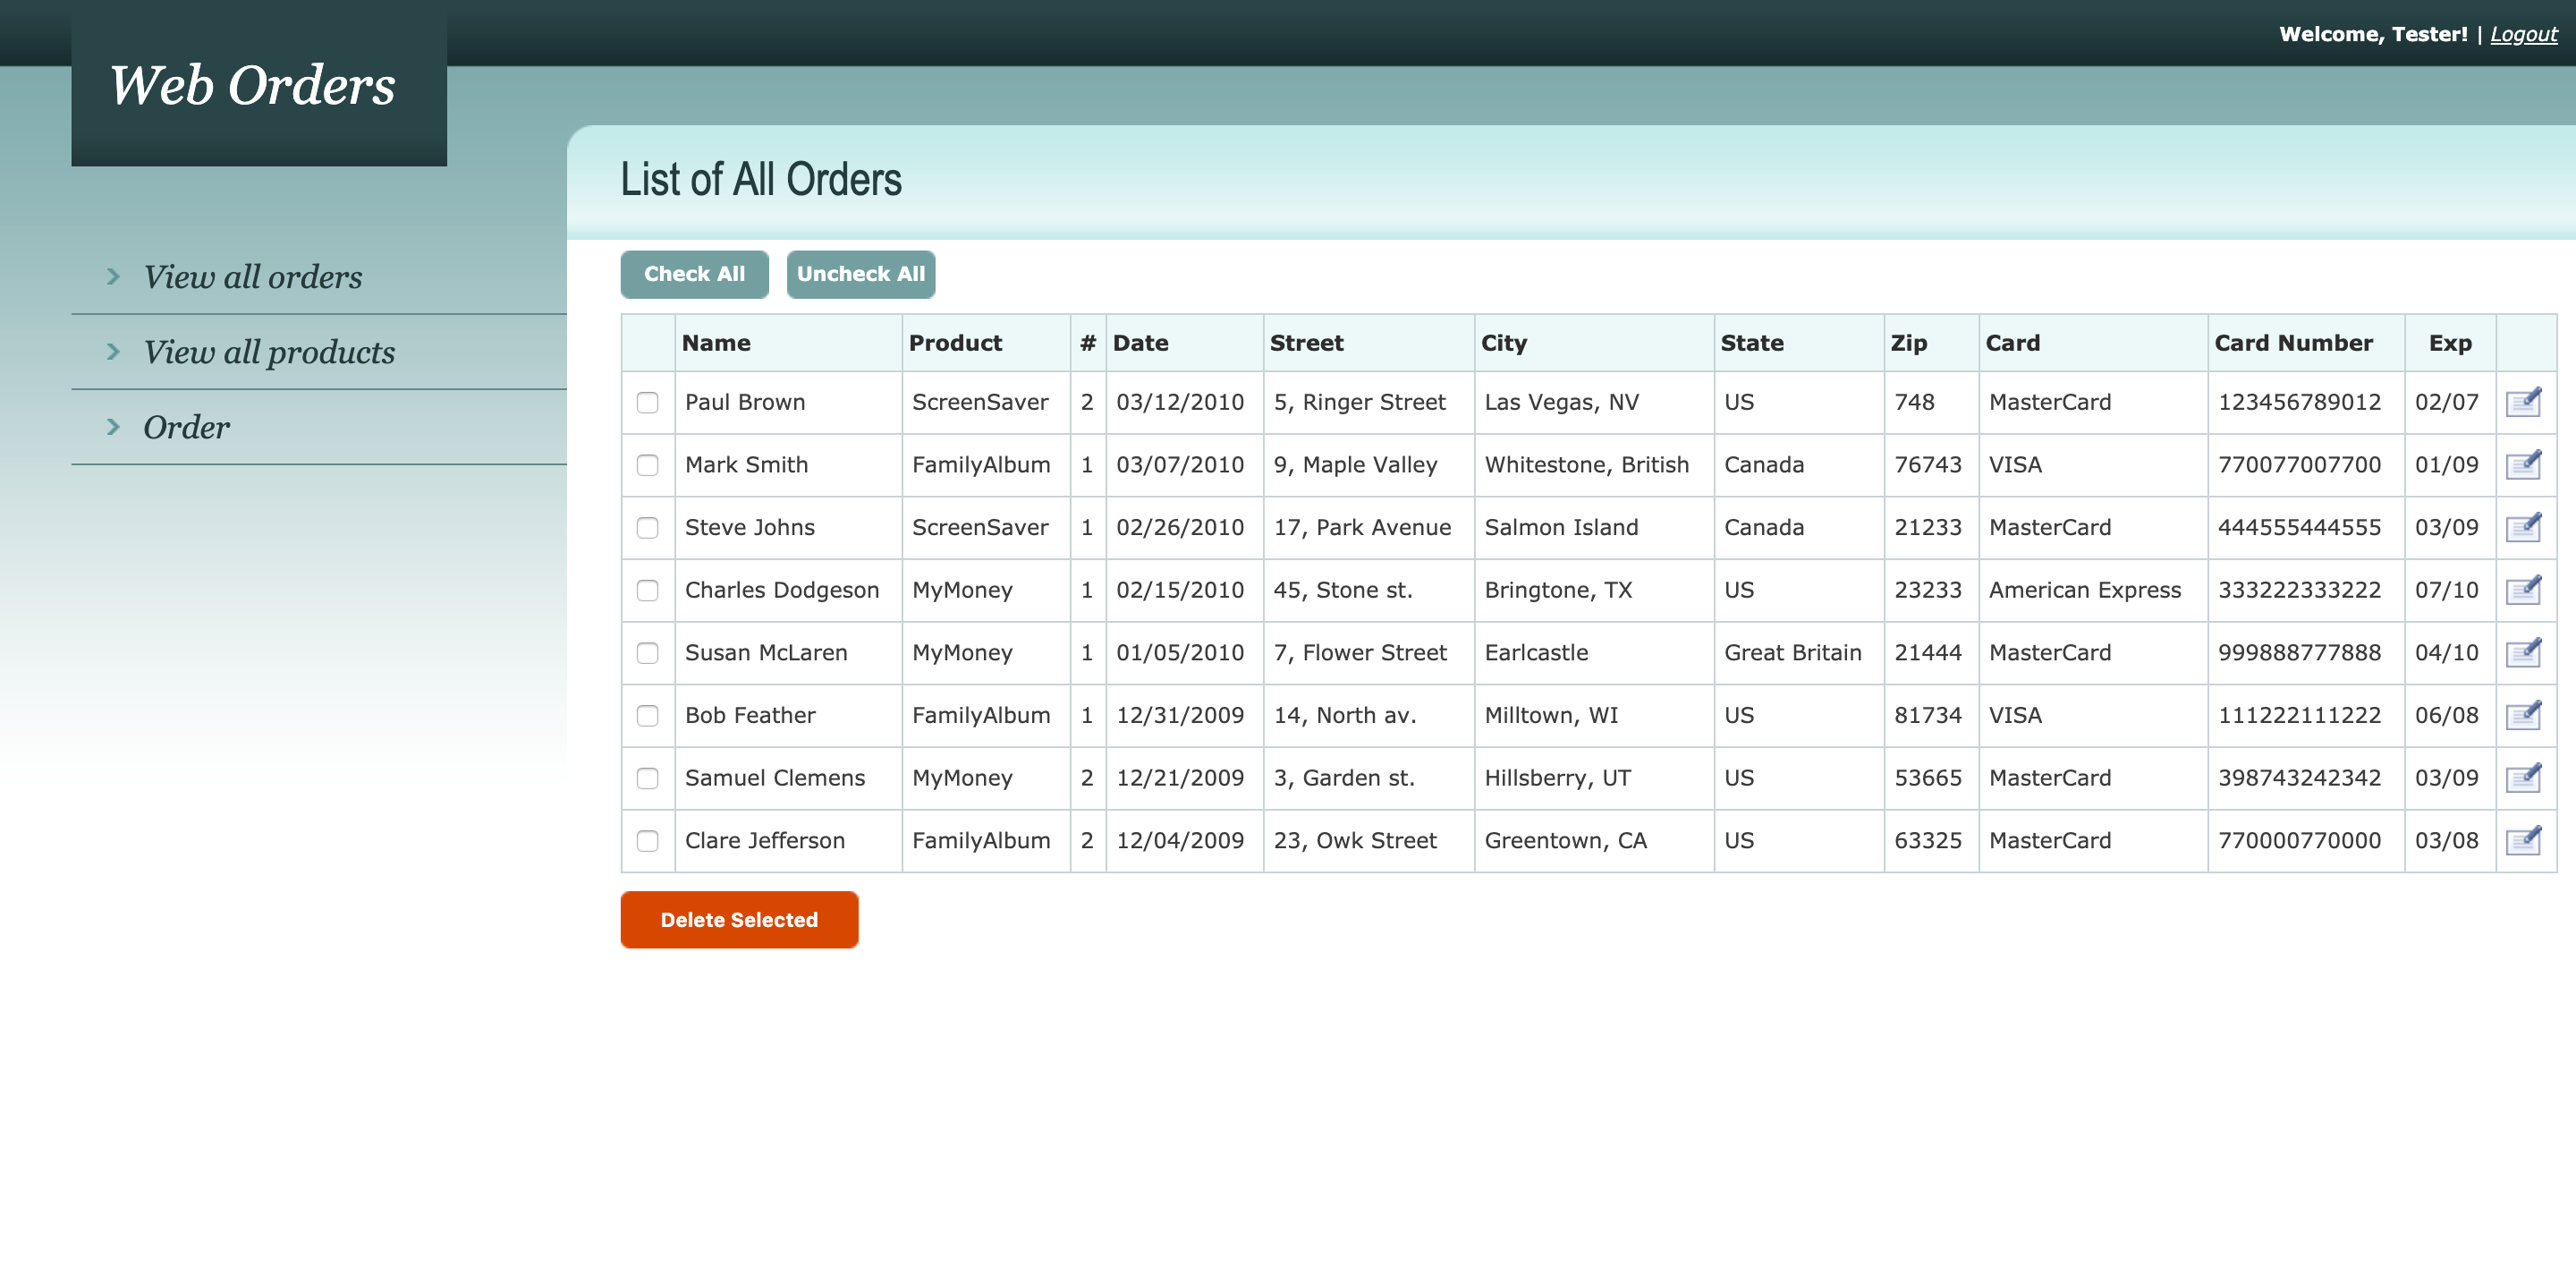 Welcome, Tester! | Logout
Web Orders
List of All Orders
View all orders
View all products
Order
Check All Uncheck All
Name Product # Date Street City State Zip Card Card Number Exp
Paul Brown ScreenSaver 2 03/12/2010 5, Ringer Street Las Vegas, NV US 748 MasterCard 123456789012 02/07
Mark Smith FamilyAlbum 1 03/07/2010 9, Maple Valley Whitestone, British Canada 76743 VISA 770077007700 01/09
Steve Johns ScreenSaver 1 02/26/2010 17, Park Avenue Salmon Island Canada 21233 MasterCard 444555444555 03/09
Charles Dodgeson MyMoney 1 02/15/2010 45, Stone st. Bringtone, TX US 23233 American Express 333222333222 07/10
Susan McLaren MyMoney 1 01/05/2010 7, Flower Street Earlcastle Great Britain 21444 MasterCard 999888777888 04/10
Bob Feather FamilyAlbum 1 12/31/2009 14, North av. Milltown, WI US 81734 VISA 111222111222 06/08
Samuel Clemens MyMoney 2 12/21/2009 3, Garden st. Hillsberry, UT US 53665 MasterCard 398743242342 03/09
Clare Jefferson FamilyAlbum 2 12/04/2009 23, Owk Street Greentown, CA US 63325 MasterCard 770000770000 03/08
Delete Selected